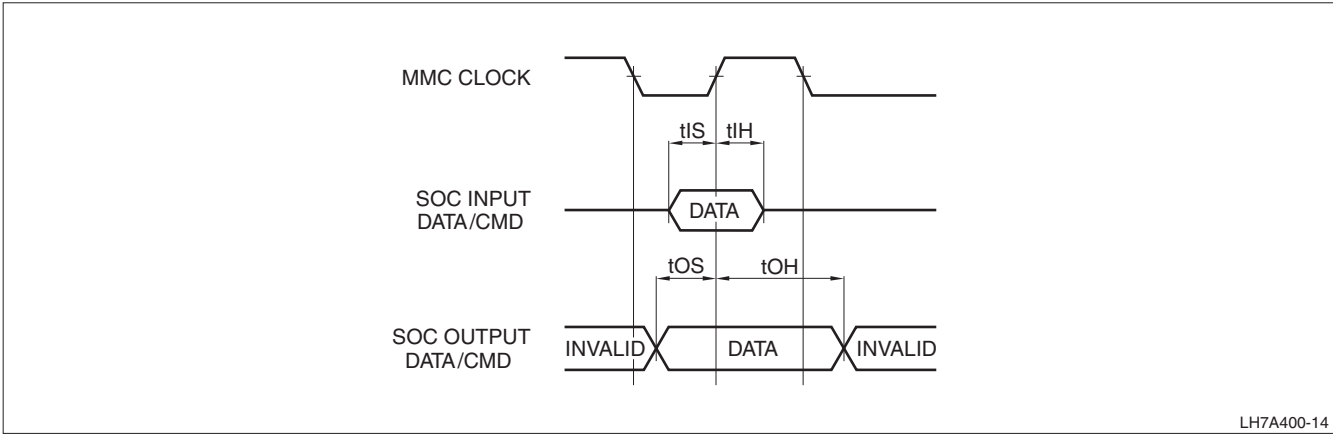 MMC CLOCK
tIS tIH
SOC INPUT
DATA/CMD
DATA
tOS tOH
SOC OUTPUT
DATA/CMD
INVALID DATA INVALID
LH7A400-14